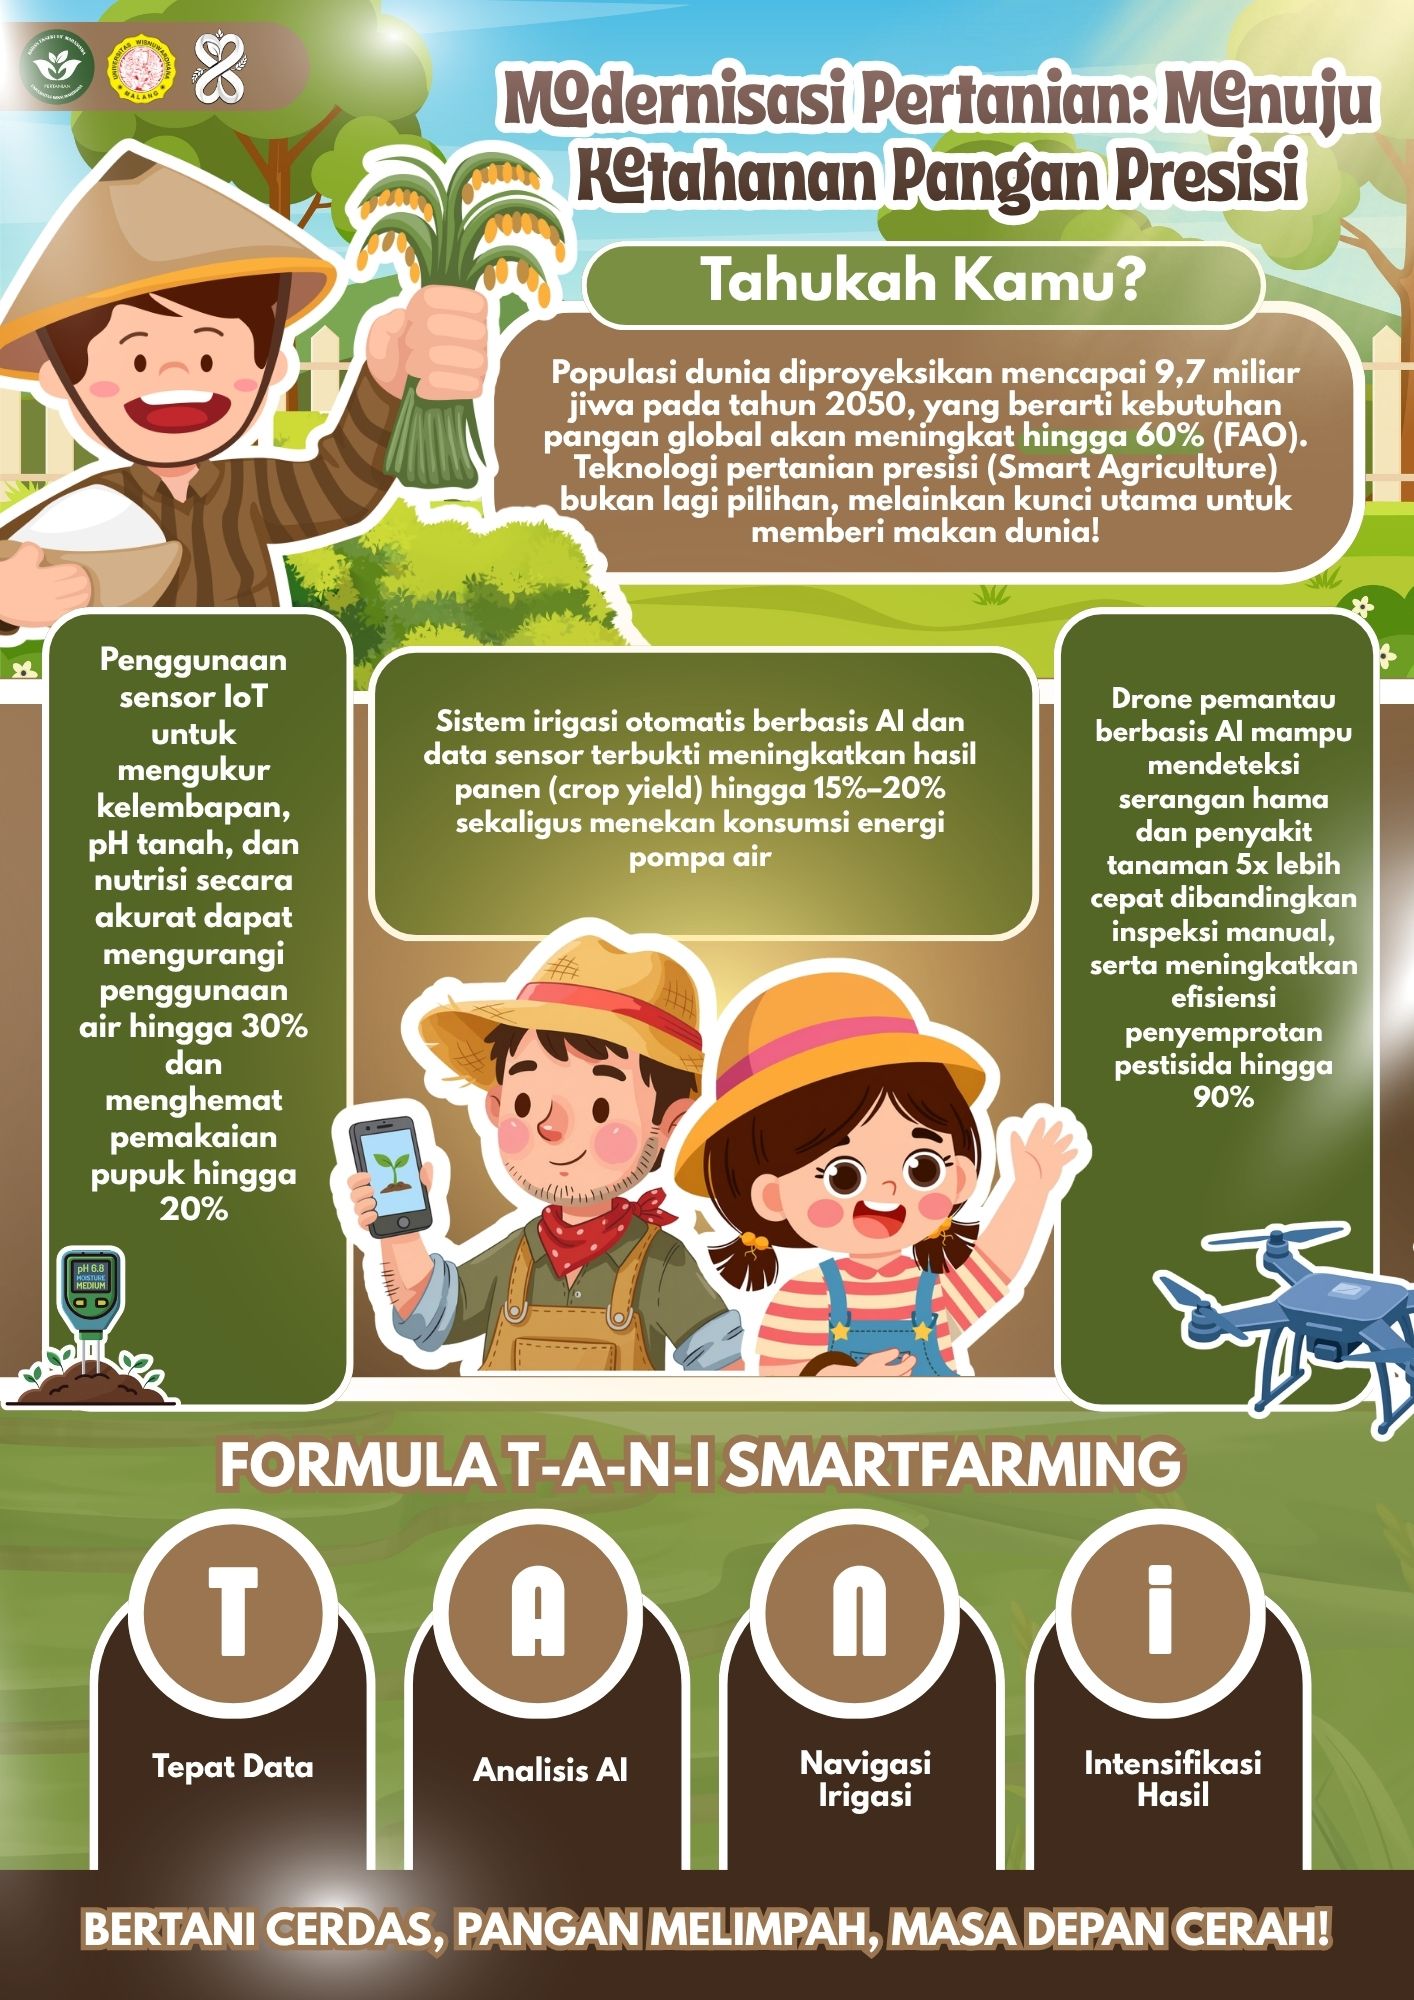 UNIVERSITAS WISNUWARDHANA
MALANG
PERTANIAN
Modernisasi Pertanian: Menuju
Ketahanan Pangan Presisi
Tahukah Kamu?
Populasi dunia diproyeksikan mencapai 9,7 miliar
jiwa pada tahun 2050, yang berarti kebutuhan
pangan global akan meningkat hingga 60% (FAO).
Teknologi pertanian presisi (Smart Agriculture)
bukan lagi pilihan, melainkan kunci utama untuk
memberi makan dunia!
Penggunaan
sensor IoT
untuk
mengukur
kelembapan,
pH tanah, dan
nutrisi secara
akurat dapat
mengurangi
penggunaan
air hingga 30%
dan
menghemat
pemakaian
pupuk hingga
20%
pH 6.8
MOISTURE
MEDIUM
Sistem irigasi otomatis berbasis AI dan
data sensor terbukti meningkatkan hasil
panen (crop yield) hingga 15%–20%
sekaligus menekan konsumsi energi
pompa air
Drone pemantau
berbasis AI mampu
mendeteksi
serangan hama
dan penyakit
tanaman 5x lebih
cepat dibandingkan
inspeksi manual,
serta meningkatkan
efisiensi
penyemprotan
pestisida hingga
90%
FORMULA T-A-N-I SMARTFARMING
T
A
n
i
Tepat Data
Analisis AI
Navigasi
Irigasi
Intensifikasi
Hasil
BERTANI CERDAS, PANGAN MELIMPAH, MASA DEPAN CERAH!